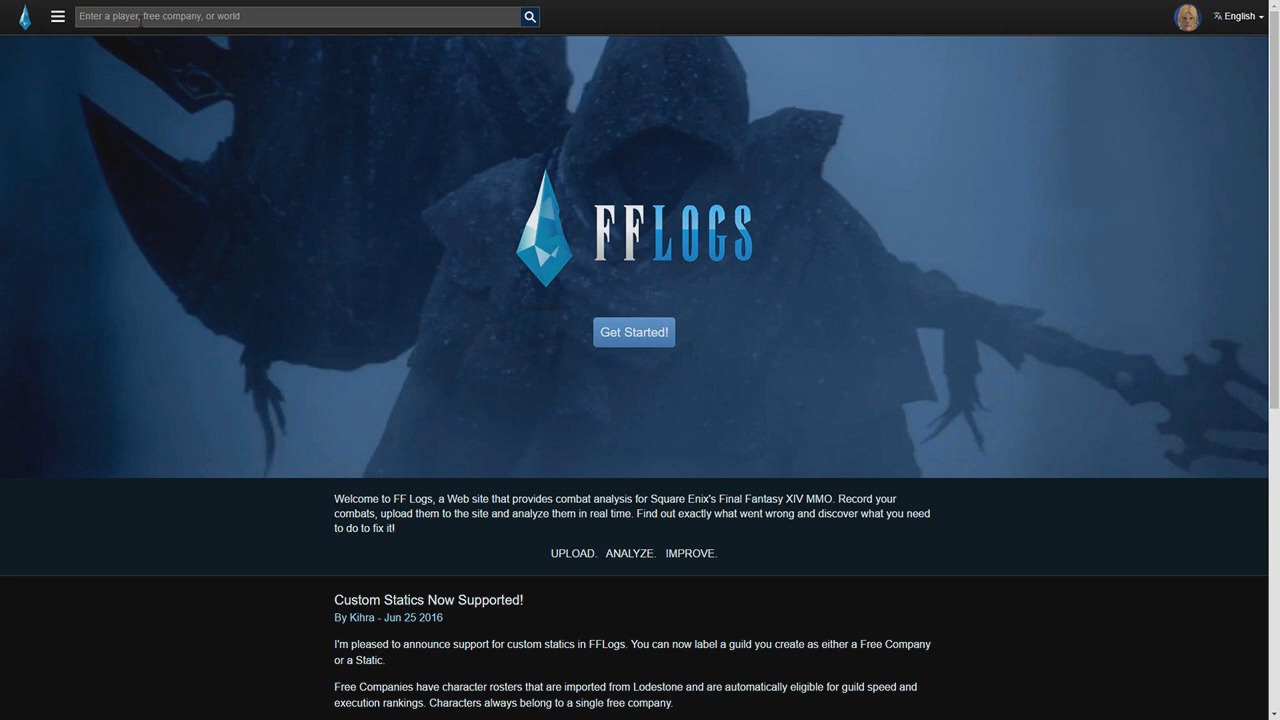 Enter a player, free company, or world
English
FFLOGS
Get Started!
Welcome to FF Logs, a Web site that provides combat analysis for Square Enix's Final Fantasy XIV MMO. Record your
combats, upload them to the site and analyze them in real time. Find out exactly what went wrong and discover what you need
to do to fix it!
UPLOAD. ANALYZE. IMPROVE.
Custom Statics Now Supported!
By Kihra - Jun 25 2016
I'm pleased to announce support for custom statics in FFLogs. You can now label a guild you create as either a Free Company
or a Static.
Free Companies have character rosters that are imported from Lodestone and are automatically eligible for guild speed and
execution rankings. Characters always belong to a single free company.